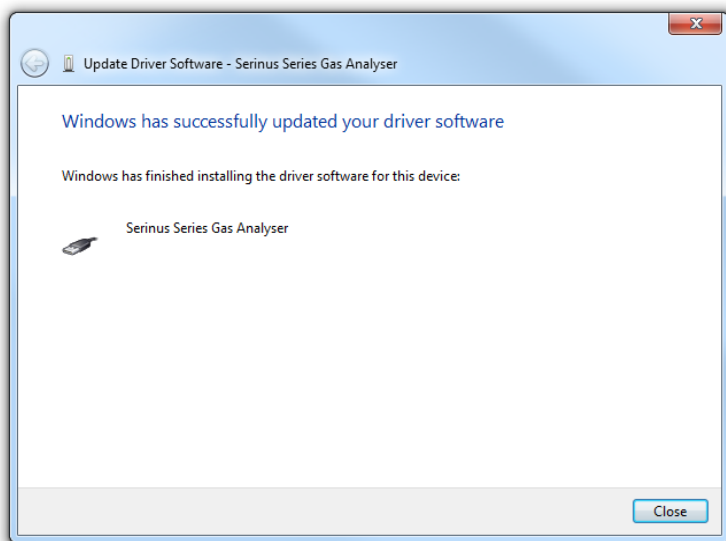 Update Driver Software - Serinus Series Gas Analyser
Windows has successfully updated your driver software
Windows has finished installing the driver software for this device:
Serinus Series Gas Analyser
Close